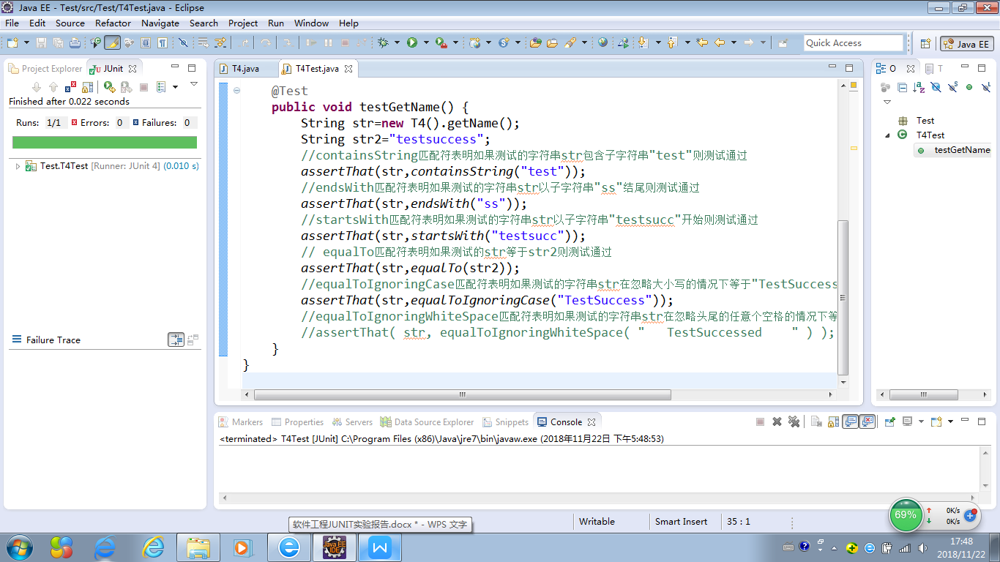 Java EE - Test/src/Test/T4Test.java - Eclipse
File Edit Source Refactor Navigate Search Project Run Window Help
Quick Access
Java EE
Project Explorer
JUnit
Finished after 0.022 seconds
Runs: 1/1 Errors: 0 Failures: 0
Test.T4Test [Runner: JUnit 4] (0.010 s)
Failure Trace
T4.java
T4Test.java
@Test
public void testGetName() {
String str=new T4().getName();
String str2="testsuccess";
//containsString匹配符表明如果测试的字符串str包含子字符串"test"则测试通过
assertThat(str,containsString("test"));
//endsWith匹配符表明如果测试的字符串str以子字符串"ss"结尾则测试通过
assertThat(str,endsWith("ss"));
//startsWith匹配符表明如果测试的字符串str以子字符串"testsucc"开始则测试通过
assertThat(str,startsWith("testsucc"));
// equalTo匹配符表明如果测试的str等于str2则测试通过
assertThat(str,equalTo(str2));
//equalToIgnoringCase匹配符表明如果测试的字符串str在忽略大小写的情况下等于"TestSuccess
assertThat(str,equalToIgnoringCase("TestSuccess"));
//equalToIgnoringWhiteSpace匹配符表明如果测试的字符串str在忽略头尾的任意个空格的情况下等
//assertThat( str, equalToIgnoringWhiteSpace( "   TestSuccessed    " ) );
}
}
O
T
Test
T4Test
testGetName
Markers Properties Servers Data Source Explorer Snippets Console
<terminated> T4Test [JUnit] C:\Program Files (x86)\Java\jre7\bin\javaw.exe (2018年11月22日 下午5:48:53)
软件工程JUNIT实验报告.docx * - WPS 文字
Writable
Smart Insert
35 : 1
69%
0K/s
0K/s
Java EE
IDE
17:48
2018/11/22